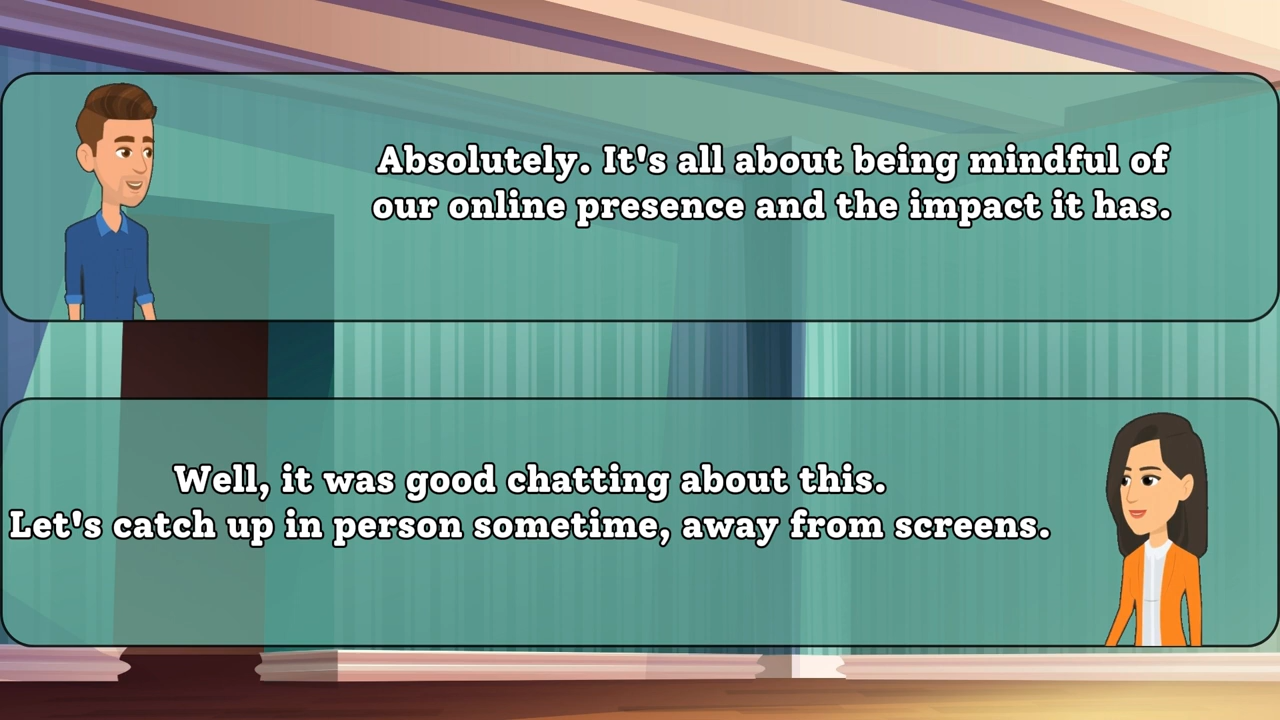 Absolutely. It's all about being mindful of
our online presence and the impact it has.
Well, it was good chatting about this.
Let's catch up in person sometime, away from screens.